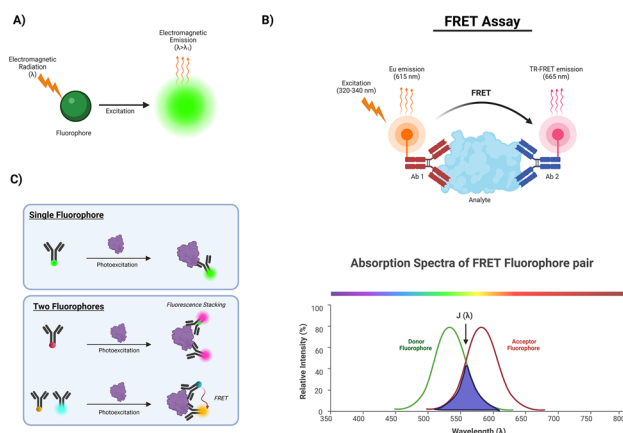 A)
Electromagnetic
Emission
(λ>λ₁)
Electromagnetic
Radiation
(λ)
Excitation
Fluorophore
B)
FRET Assay
Eu emission
(615 nm)
TR-FRET emission
(665 nm)
Excitation
(320-340 nm)
FRET
Ab 1
Ab 2
Analyte
C)
Single Fluorophore
Photoexcitation
Two Fluorophores
Fluorescence Stacking
Photoexcitation
FRET
Photoexcitation
Absorption Spectra of FRET Fluorophore pair
J (λ)
Donor
Fluorophore
Acceptor
Fluorophore
Relative Intensity (%)
100
80
60
40
20
0
350 400 450 500 550 600 650 700 750 800
Wavelength (λ)